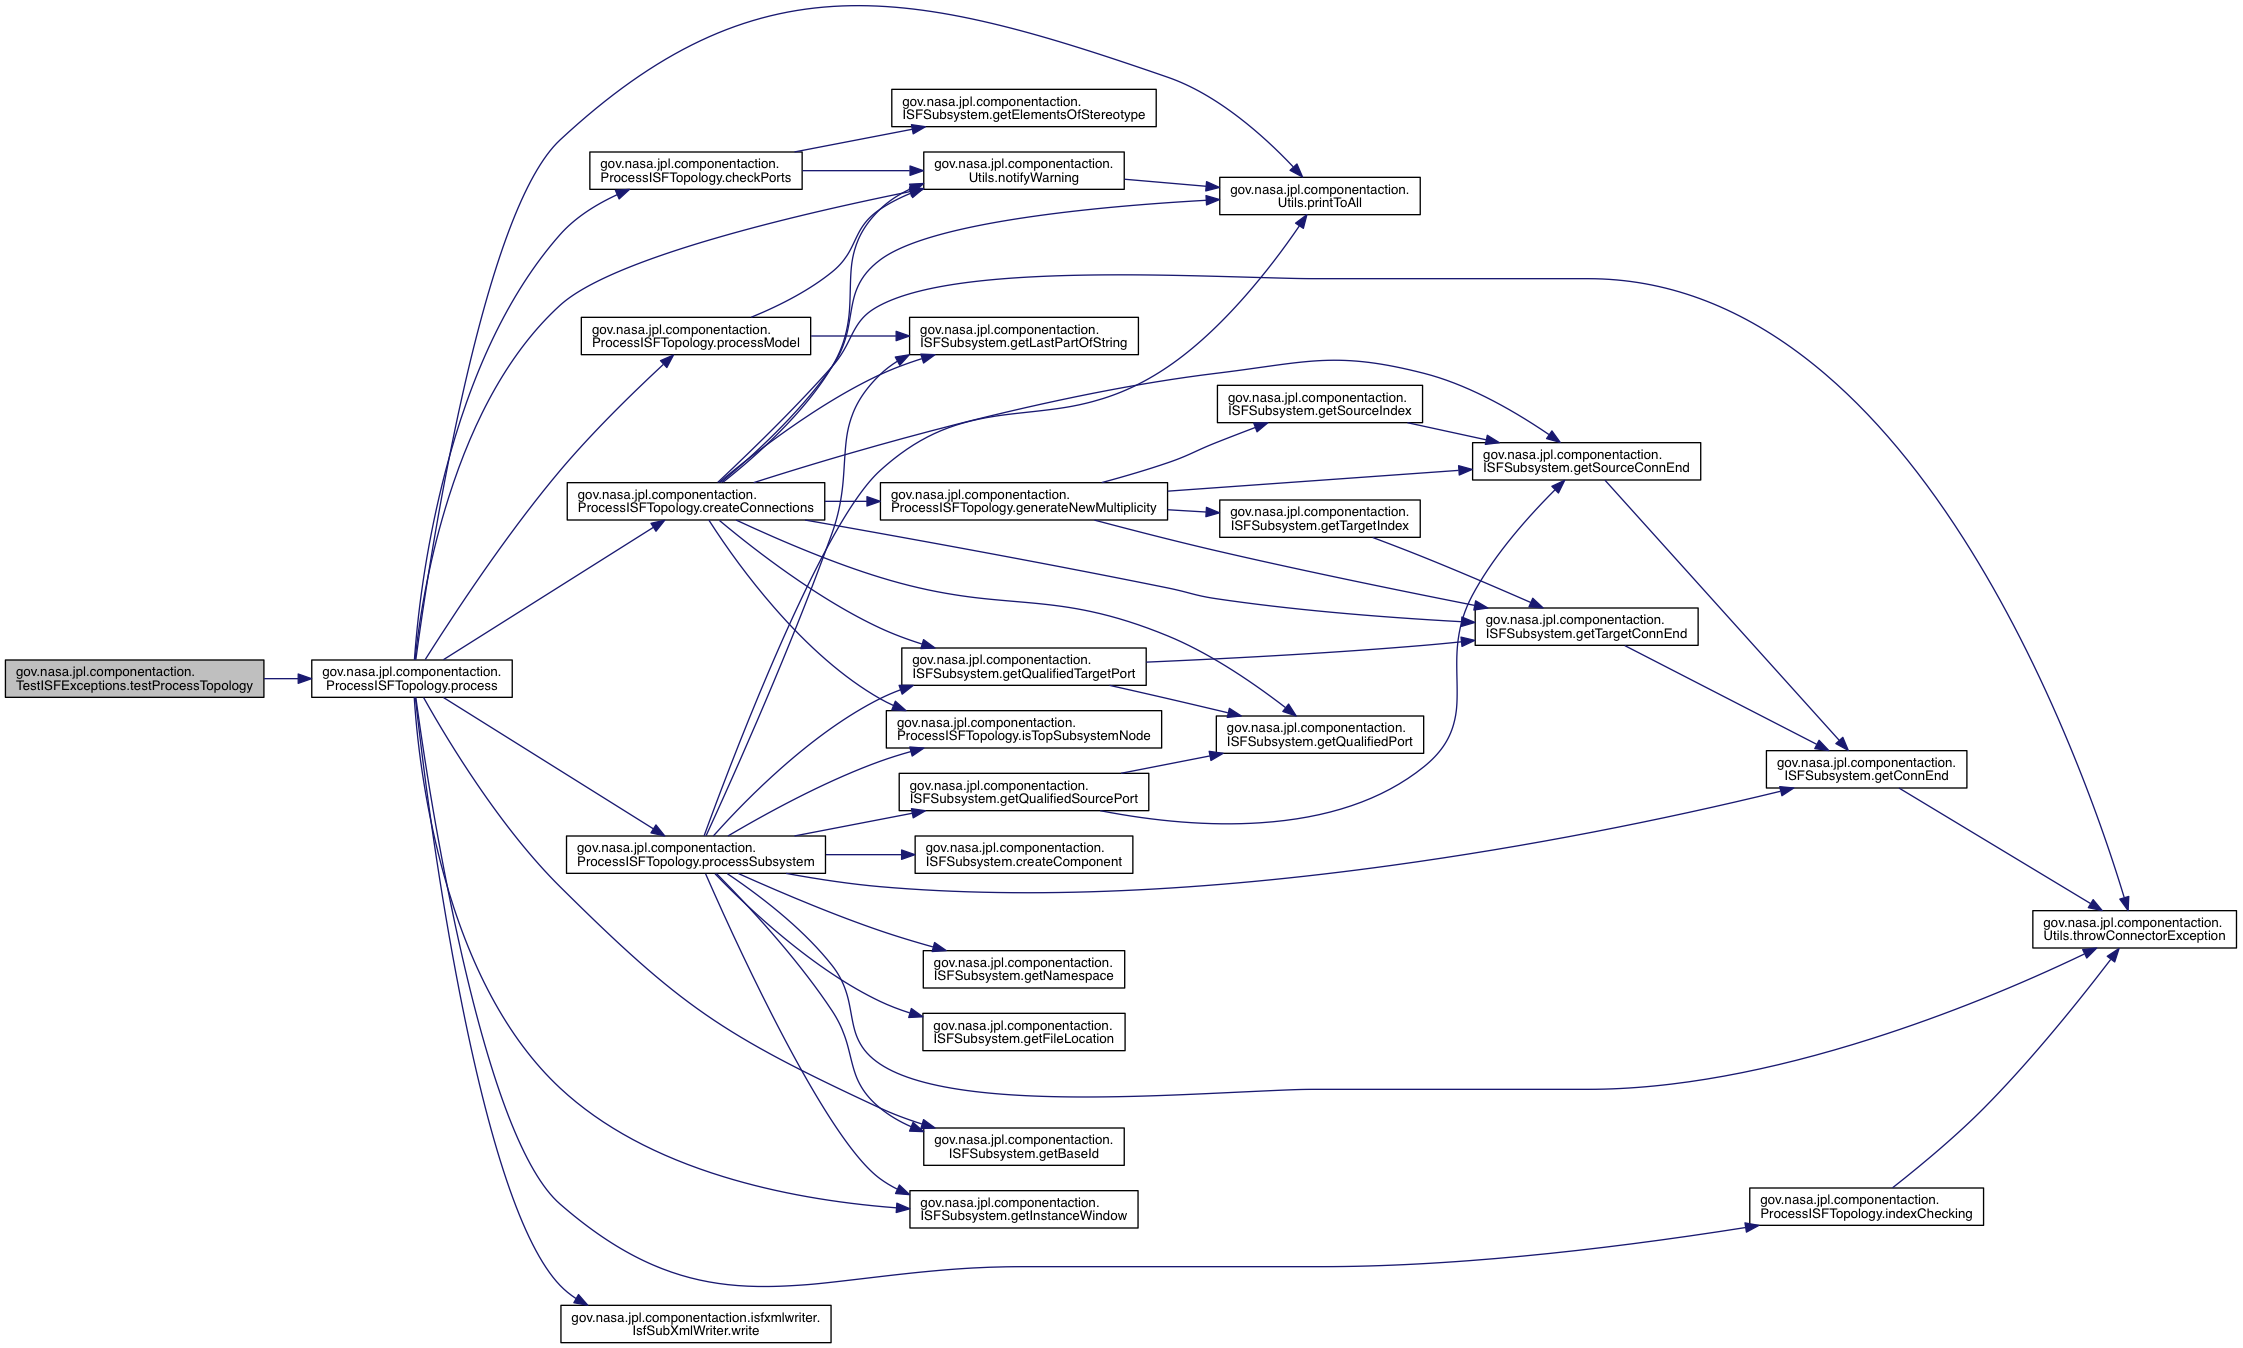 gov.nasa.jpl.componentaction.
ISFSubsystem.getElementsOfStereotype
gov.nasa.jpl.componentaction.
ProcessISFTopology.checkPorts
gov.nasa.jpl.componentaction.
Utils.notifyWarning
gov.nasa.jpl.componentaction.
Utils.printToAll
gov.nasa.jpl.componentaction.
ProcessISFTopology.processModel
gov.nasa.jpl.componentaction.
ISFSubsystem.getLastPartOfString
gov.nasa.jpl.componentaction.
ISFSubsystem.getSourceIndex
gov.nasa.jpl.componentaction.
ISFSubsystem.getSourceConnEnd
gov.nasa.jpl.componentaction.
ProcessISFTopology.createConnections
gov.nasa.jpl.componentaction.
ProcessISFTopology.generateNewMultiplicity
gov.nasa.jpl.componentaction.
ISFSubsystem.getTargetIndex
gov.nasa.jpl.componentaction.
ISFSubsystem.getTargetConnEnd
gov.nasa.jpl.componentaction.
TestISFExceptions.testProcessTopology
gov.nasa.jpl.componentaction.
ProcessISFTopology.process
gov.nasa.jpl.componentaction.
ISFSubsystem.getQualifiedTargetPort
gov.nasa.jpl.componentaction.
ProcessISFTopology.isTopSubsystemNode
gov.nasa.jpl.componentaction.
ISFSubsystem.getQualifiedPort
gov.nasa.jpl.componentaction.
ISFSubsystem.getConnEnd
gov.nasa.jpl.componentaction.
ISFSubsystem.getQualifiedSourcePort
gov.nasa.jpl.componentaction.
ProcessISFTopology.processSubsystem
gov.nasa.jpl.componentaction.
ISFSubsystem.createComponent
gov.nasa.jpl.componentaction.
Utils.throwConnectorException
gov.nasa.jpl.componentaction.
ISFSubsystem.getNamespace
gov.nasa.jpl.componentaction.
ISFSubsystem.getFileLocation
gov.nasa.jpl.componentaction.
ISFSubsystem.getBaseId
gov.nasa.jpl.componentaction.
ISFSubsystem.getInstanceWindow
gov.nasa.jpl.componentaction.
ProcessISFTopology.indexChecking
gov.nasa.jpl.componentaction.isfxmlwriter.
IsfSubXmlWriter.write